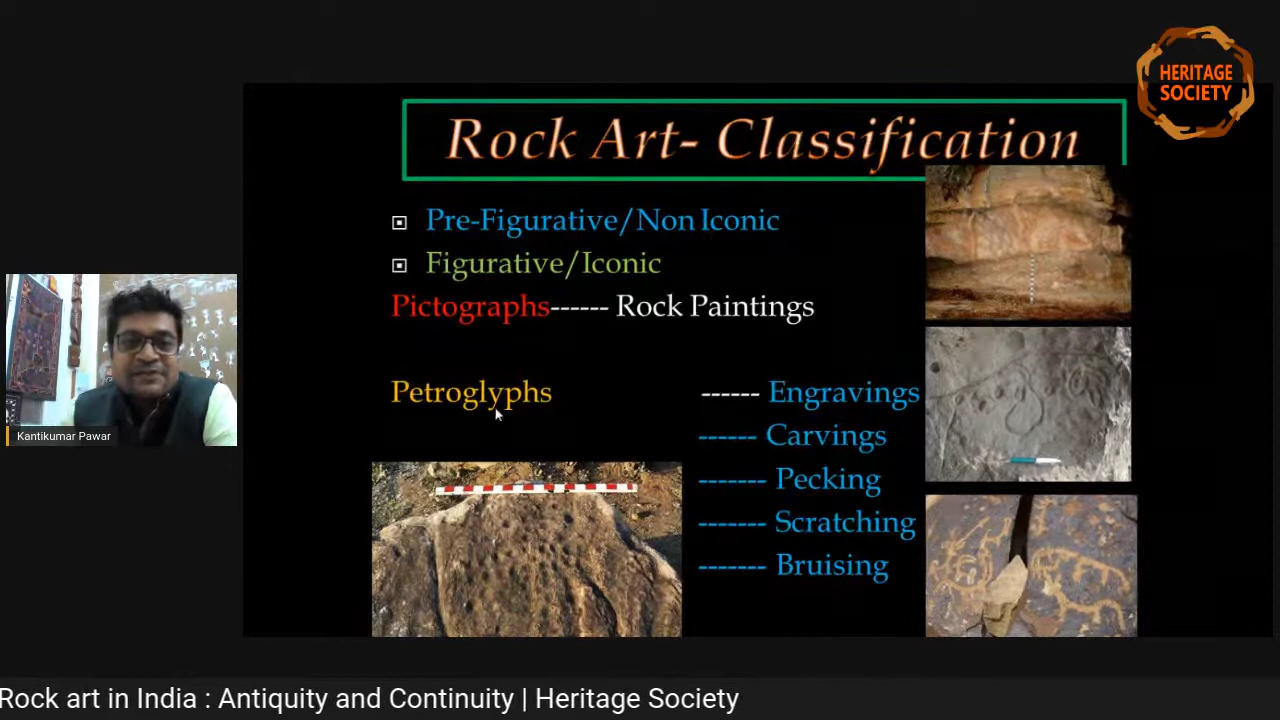 HERITAGE
SOCIETY
Rock Art- Classification
Pre-Figurative/Non Iconic
Figurative/Iconic
Pictographs------ Rock Paintings
Petroglyphs ------ Engravings
------ Carvings
------- Pecking
------- Scratching
------- Bruising
Kantikumar Pawar
Rock art in India : Antiquity and Continuity | Heritage Society